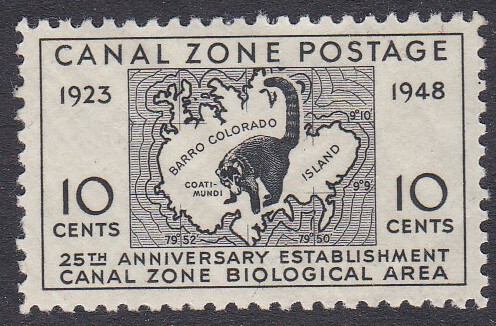 CANAL ZONE POSTAGE
1923 1948
9°10'
BARRO COLORADO
ISLAND
COATI-
MUNDI
9°9'
10 10
CENTS CENTS
79°52 79°50
25TH ANNIVERSARY ESTABLISHMENT
CANAL ZONE BIOLOGICAL AREA